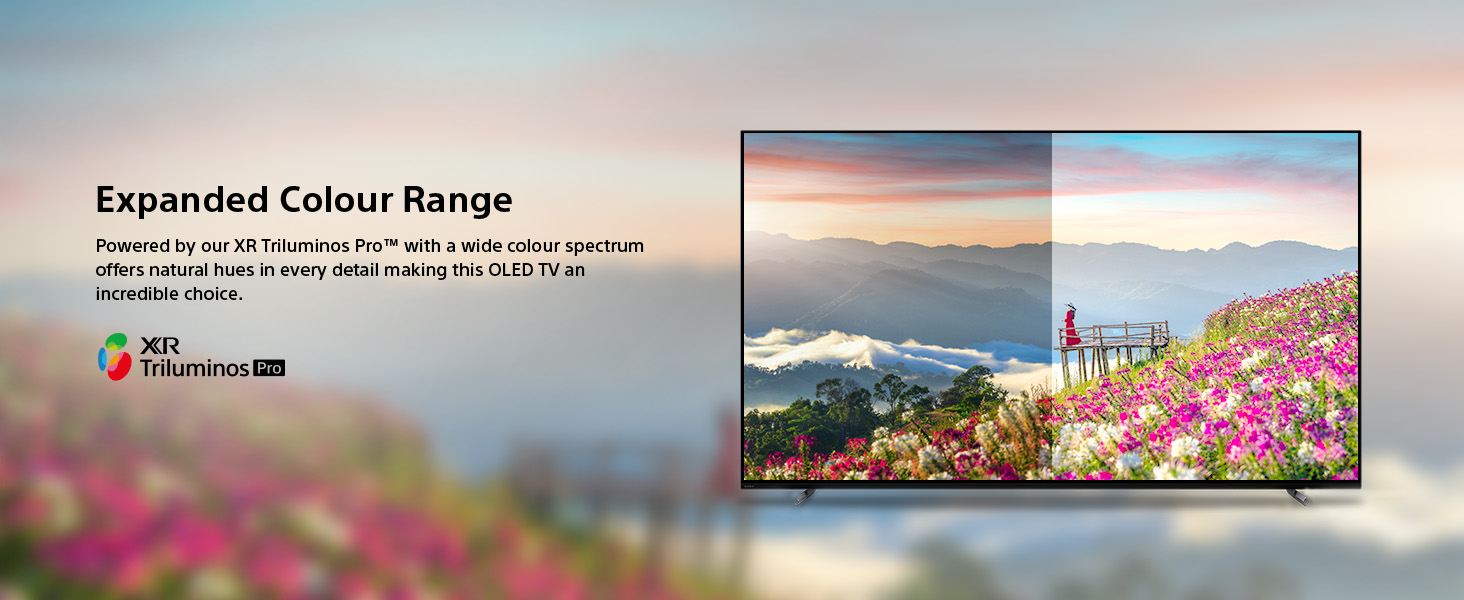 Expanded Colour Range
Powered by our XR Triluminos Pro™ with a wide colour spectrum
offers natural hues in every detail making this OLED TV an
incredible choice.
XR
Triluminos Pro